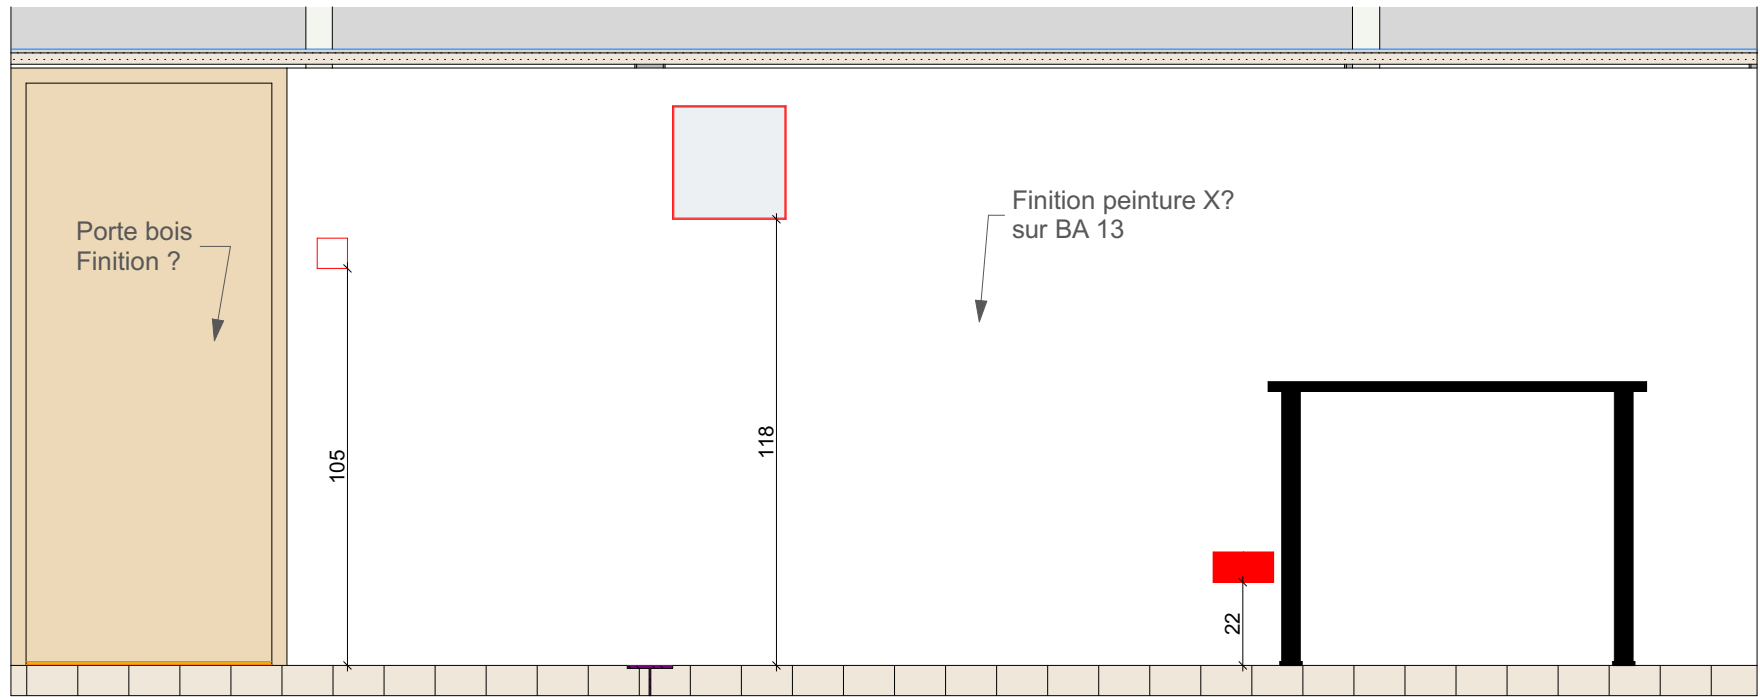 Porte bois
Finition ?
Finition peinture X?
sur BA 13
105
118
22